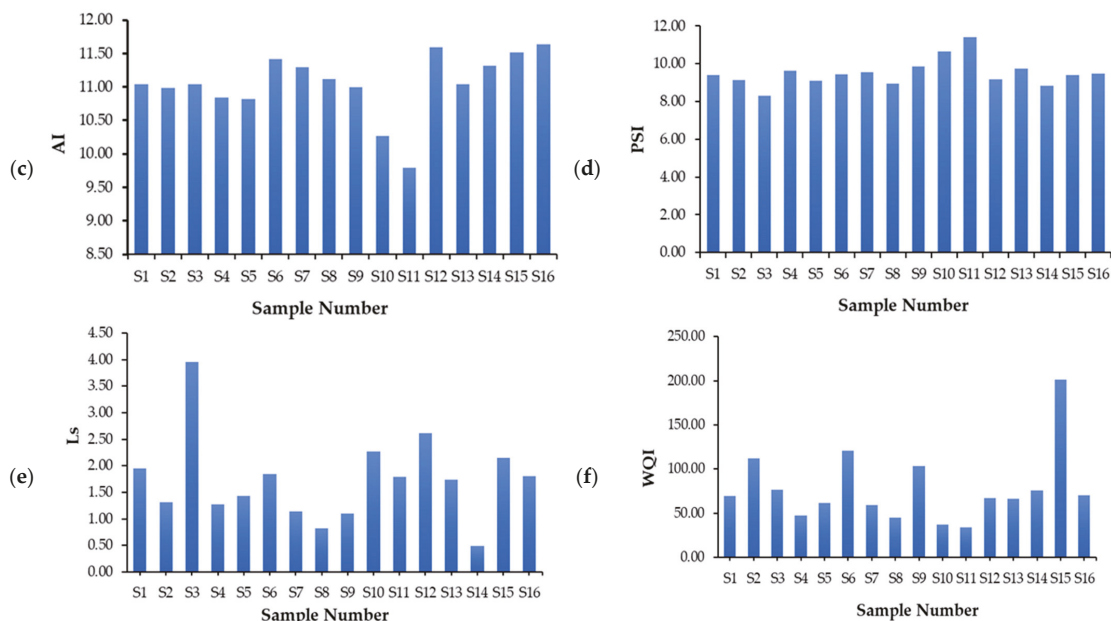 (c)
AI
12.00
11.50
11.00
10.50
10.00
9.50
9.00
8.50
S1 S2 S3 S4 S5 S6 S7 S8 S9 S10 S11 S12 S13 S14 S15 S16
Sample Number
(d)
PSI
12.00
10.00
8.00
6.00
4.00
2.00
0.00
S1 S2 S3 S4 S5 S6 S7 S8 S9 S10 S11 S12 S13 S14 S15 S16
Sample Number
(e)
Ls
4.50
4.00
3.50
3.00
2.50
2.00
1.50
1.00
0.50
0.00
S1 S2 S3 S4 S5 S6 S7 S8 S9 S10 S11 S12 S13 S14 S15 S16
Sample Number
(f)
WQI
250.00
200.00
150.00
100.00
50.00
0.00
S1 S2 S3 S4 S5 S6 S7 S8 S9 S10 S11 S12 S13 S14 S15 S16
Sample Number